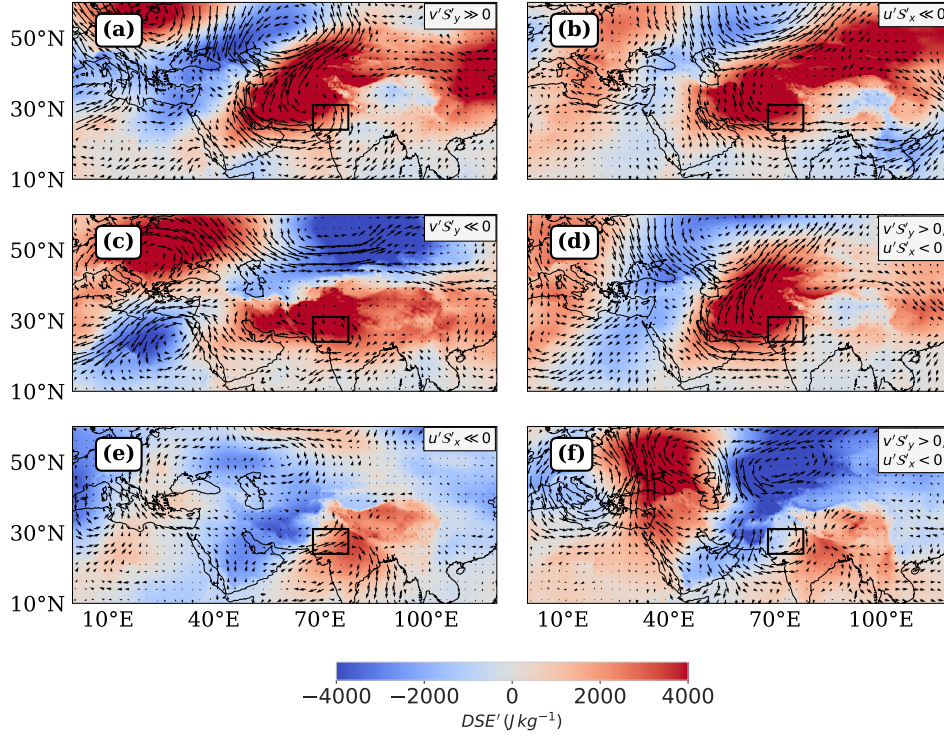 (a)
v′S′y ≫ 0
(b)
u′S′x ≪ 0
50°N
30°N
10°N
(c)
v′S′y ≪ 0
(d)
v′S′y > 0,
u′S′x < 0
50°N
30°N
10°N
(e)
u′S′x ≪ 0
(f)
v′S′y > 0,
u′S′x < 0
50°N
30°N
10°N
10°E 40°E 70°E 100°E 10°E 40°E 70°E 100°E
−4000 −2000 0 2000 4000
DSE′ (J kg⁻¹)